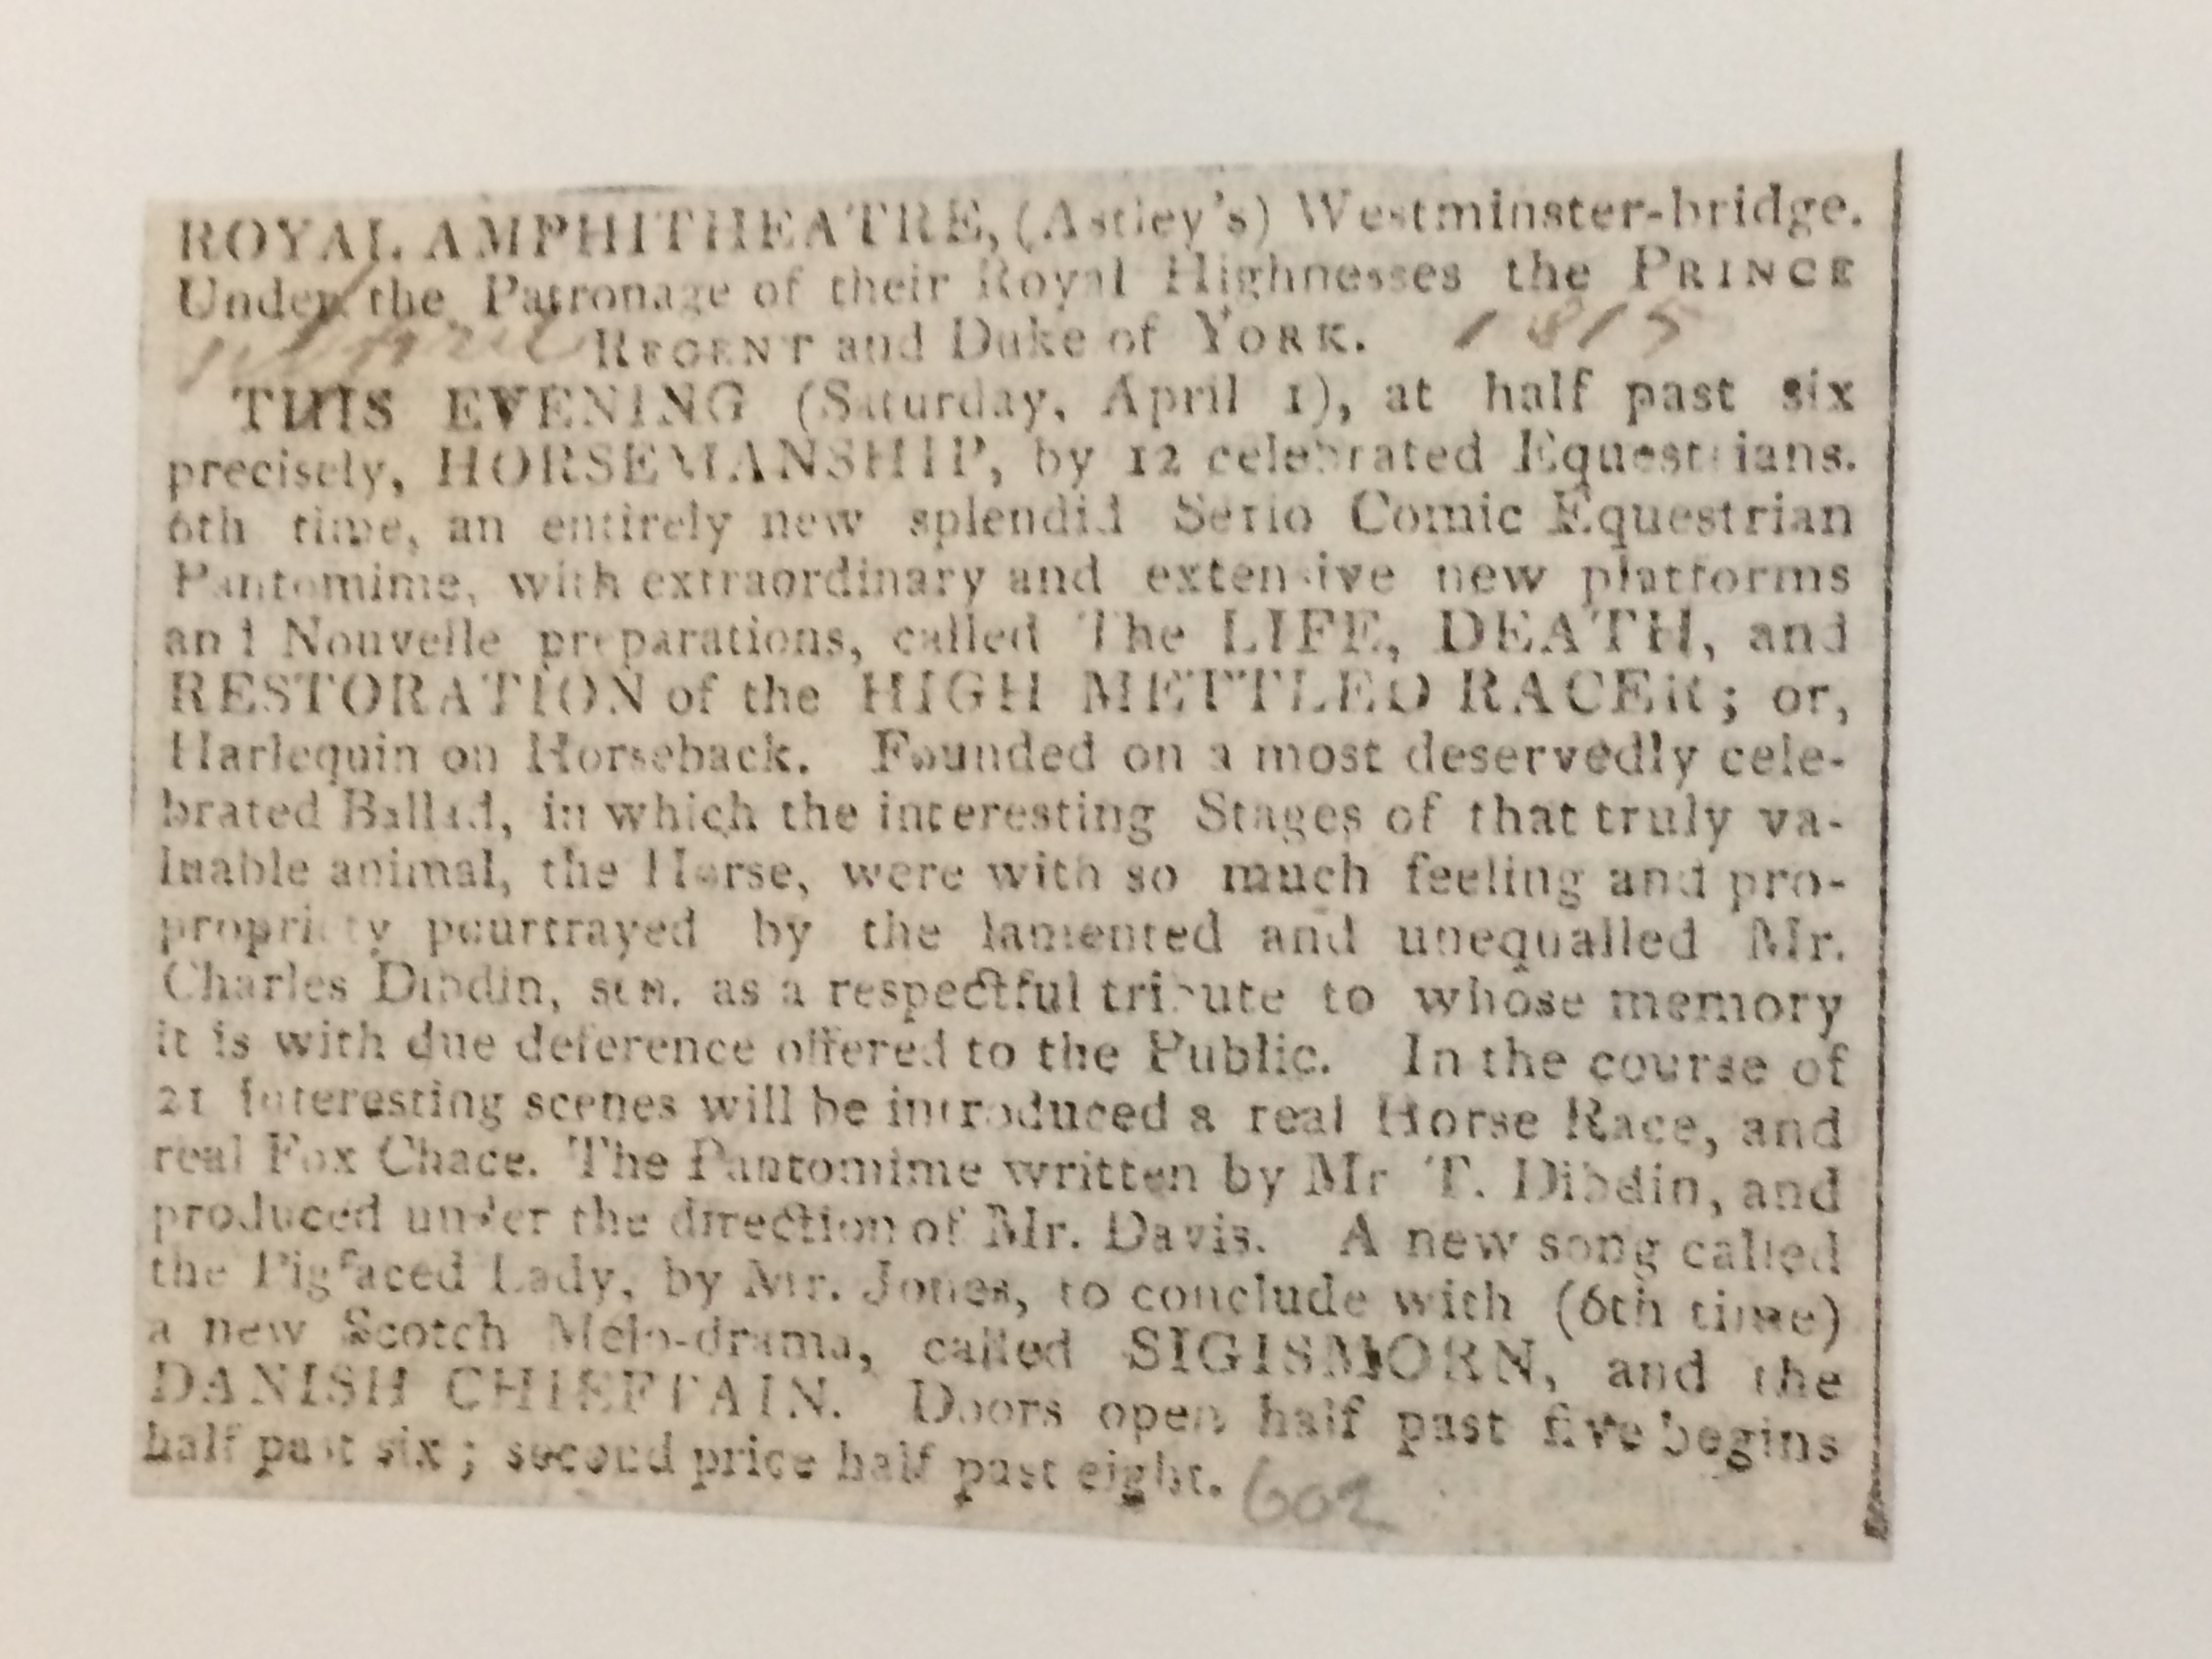 ROYAL AMPHITHEATRE, (Astley's) Westminster-bridge.
Under the Patronage of their Royal Highnesses the PRINCE
REGENT and Duke of YORK. 1815
THIS EVENING (Saturday, April 1), at half past six
precisely, HORSEMANSHIP, by 12 celebrated Equestrians.
6th time, an entirely new splendid Serio Comic Equestrian
Pantomime, with extraordinary and extensive new platforms
and Nouvelle preparations, called The LIFE, DEATH, and
RESTORATION of the HIGH METTLED RACER; or,
Harlequin on Horseback. Founded on a most deservedly cele-
brated Ballad, in which the interesting Stages of that truly va-
luable animal, the Horse, were with so much feeling and pro-
propriety pourtrayed by the lamented and unequalled Mr.
Charles Dibdin, sen. as a respectful tribute to whose memory
it is with due deference offered to the Public. In the course of
21 interesting scenes will be introduced a real Horse Race, and
real Fox Chace. The Pantomime written by Mr T. Dibdin, and
produced under the direction of Mr. Davis. A new song called
the Pigfaced Lady, by Mr. Jones, to conclude with (6th time)
a new Scotch Melo-drama, called SIGISMORN, and the
DANISH CHIEFTAIN. Doors open half past five begins
half past six; second price half past eight. 602